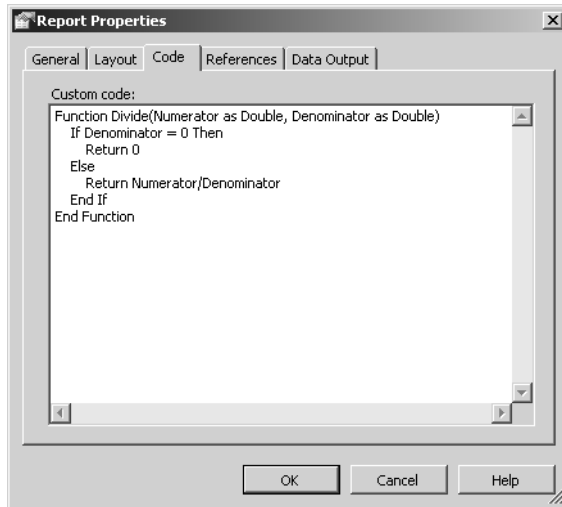 Report Properties
General Layout Code References Data Output
Custom code:
Function Divide(Numerator as Double, Denominator as Double)
If Denominator = 0 Then
Return 0
Else
Return Numerator/Denominator
End If
End Function
OK Cancel Help